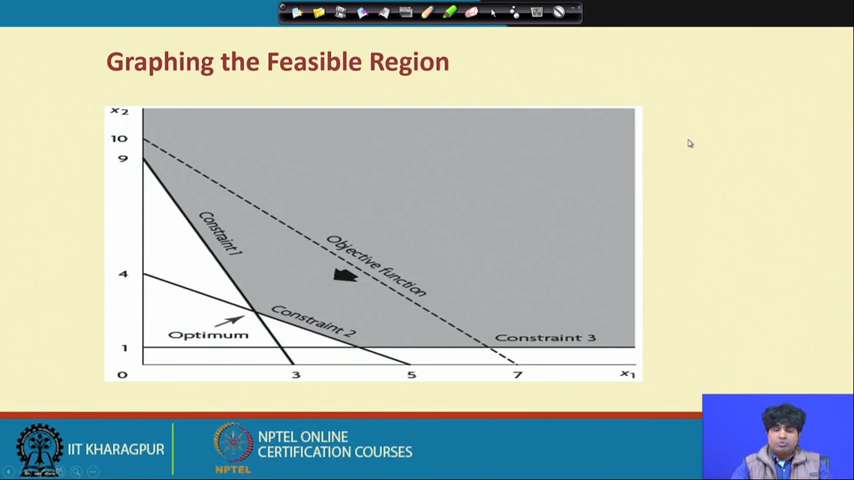 Graphing the Feasible Region
x2
10
9
Constraint 1
Objective function
4
Constraint 2
Optimum
Constraint 3
1
0
3
5
7
x1
IIT KHARAGPUR
NPTEL
NPTEL ONLINE
CERTIFICATION COURSES